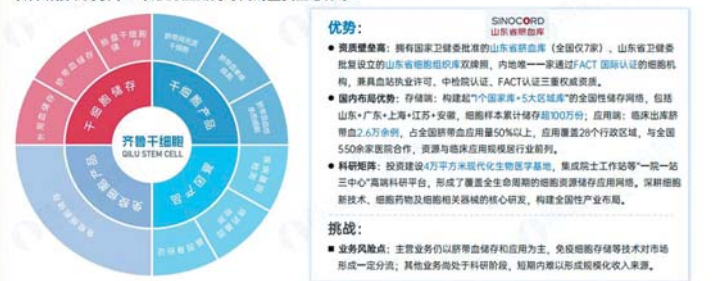 干细胞储存
干细胞产品
免疫细胞产品
基因产品
齐鲁干细胞
QILU STEM CELL
优势：
SINOCORD
山东省脐血库
● 资质壁垒高：拥有国家卫健委批准的山东省脐血库（全国仅7家）、山东省卫健
委批复设立的山东省细胞组织库双牌照，内地唯一一家通过FACT 国际认证的细胞机
构，兼具血站执业许可、中检院认证、FACT认证三重权威资质。
● 国内布局优势：存储端：构建起“1个国家库+5大区域库”的全国性储存网络，包括
山东+广东+上海+江苏+安徽，细胞样本累计储存超100万份；应用端：临床出库脐
带血2.6万余例，占全国脐带血应用量50%以上，应用覆盖28个行政区域，与全国
550余家医院合作，资源与临床应用规模居行业前列。
● 科研矩阵：投资建设4万平方米现代化生物医学基地，集成院士工作站等“一院一站
三中心”高端科研平台，形成了覆盖全生命周期的细胞资源储存应用网络。深耕细胞
新技术、细胞药物及细胞相关器械的核心研发，构建全国性产业布局。
挑战：
■ 业务风险点：主营业务仍以脐带血储存和应用为主，免疫细胞存储等技术对市场
形成一定分流；其他业务尚处于科研阶段，短期内难以形成规模化收入来源。